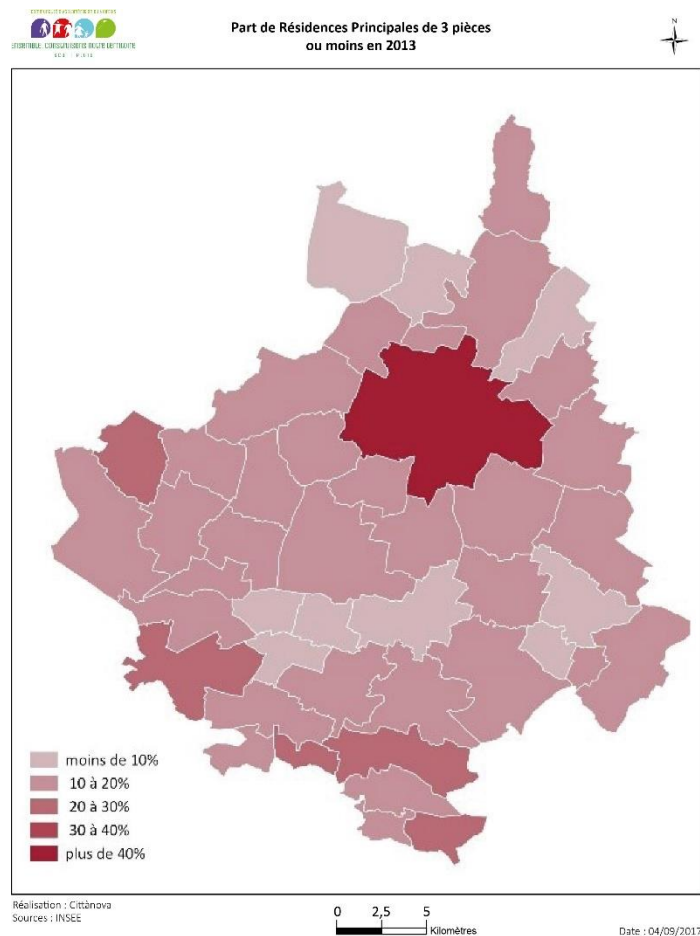 Part de Résidences Principales de 3 pièces
ou moins en 2013
N
moins de 10%
10 à 20%
20 à 30%
30 à 40%
plus de 40%
Réalisation : Cittànova
Sources : INSEE
0 2,5 5
Kilomètres
Date : 04/09/2017